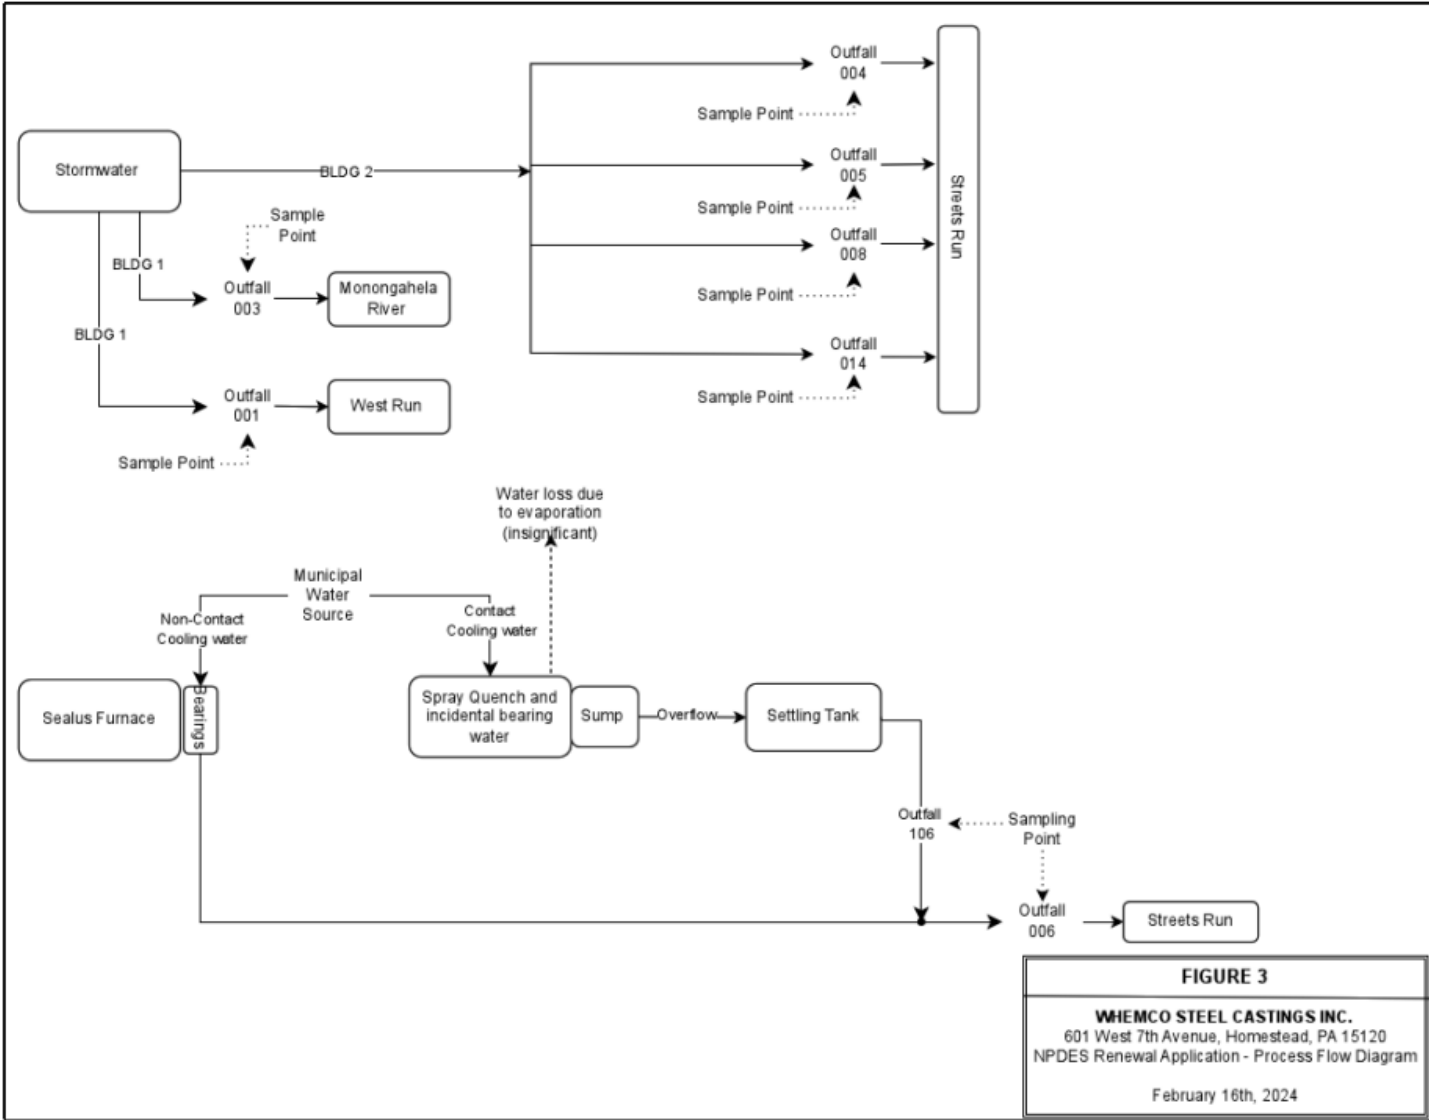 Outfall
004
Sample Point
Stormwater
BLDG 2
Outfall
005
Sample Point
Streets Run
Sample
Point
Outfall
008
BLDG 1
Outfall
003
Monongahela
River
Sample Point
BLDG 1
Outfall
014
Sample Point
Outfall
001
West Run
Sample Point
Water loss due
to evaporation
(insignificant)
Municipal
Water
Source
Non-Contact
Cooling water
Contact
Cooling water
Sealus Furnace
Bearings
Spray Quench and
incidental bearing
water
Sump
Overflow
Settling Tank
Outfall
106
Sampling
Point
Outfall
006
Streets Run
FIGURE 3
WHEMCO STEEL CASTINGS INC.
601 West 7th Avenue, Homestead, PA 15120
NPDES Renewal Application - Process Flow Diagram
February 16th, 2024